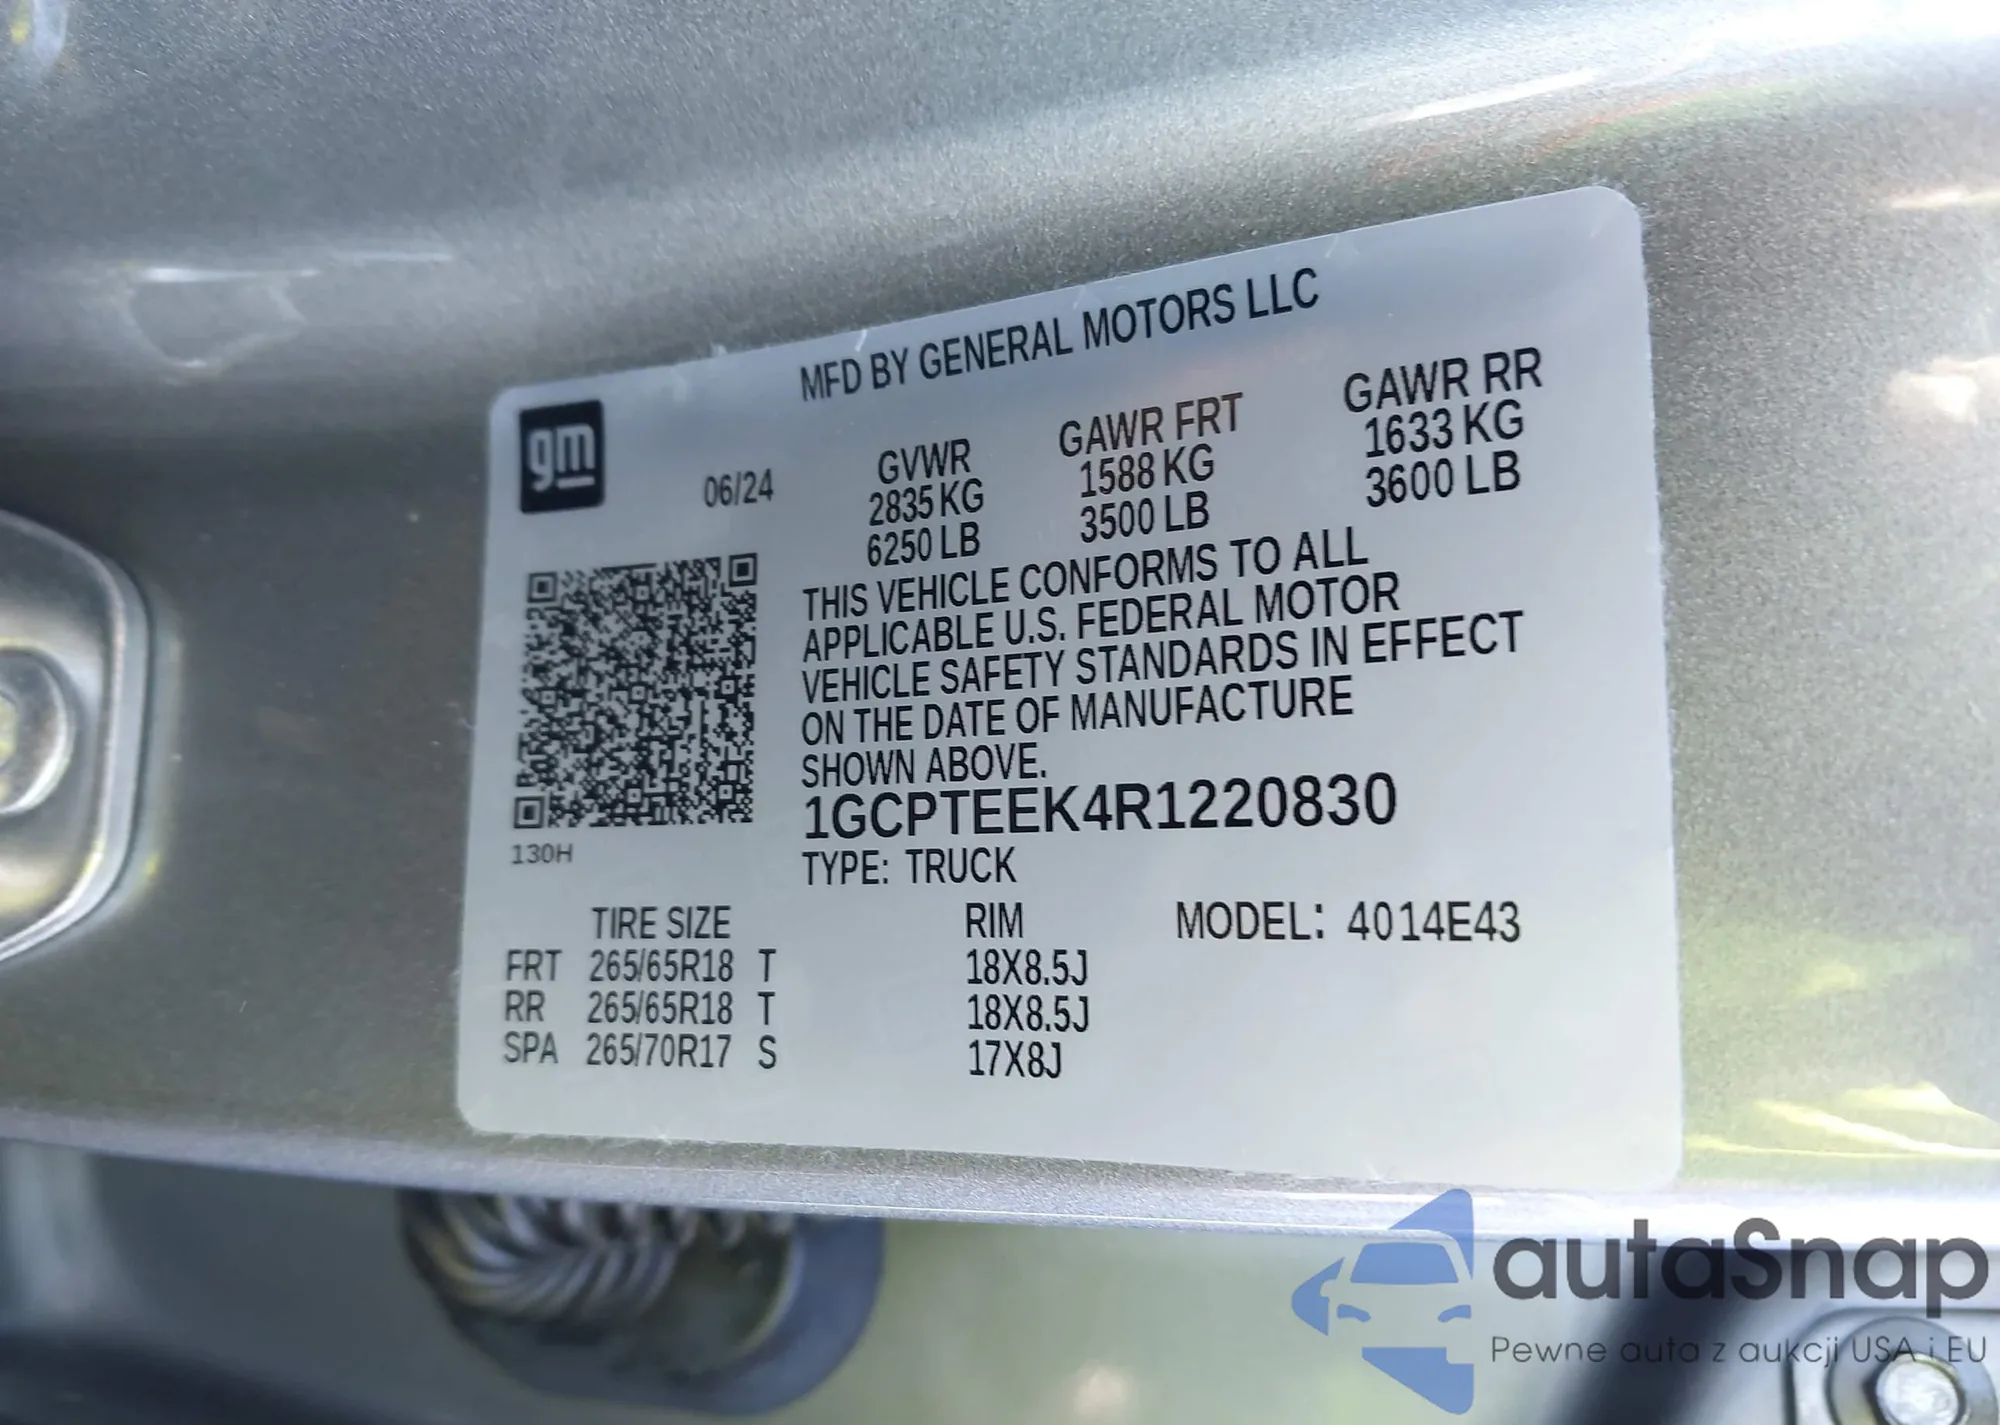 MFD BY GENERAL MOTORS LLC
gm
06/24
GVWR
2835 KG
6250 LB
GAWR FRT
1588 KG
3500 LB
GAWR RR
1633 KG
3600 LB
THIS VEHICLE CONFORMS TO ALL
APPLICABLE U.S. FEDERAL MOTOR
VEHICLE SAFETY STANDARDS IN EFFECT
ON THE DATE OF MANUFACTURE
SHOWN ABOVE.
1GCPTEEK4R1220830
130H
TYPE: TRUCK
TIRE SIZE RIM MODEL: 4014E43
FRT 265/65R18 T 18X8.5J
RR 265/65R18 T 18X8.5J
SPA 265/70R17 S 17X8J
autaSnap
Pewne auta z aukcji USA i EU